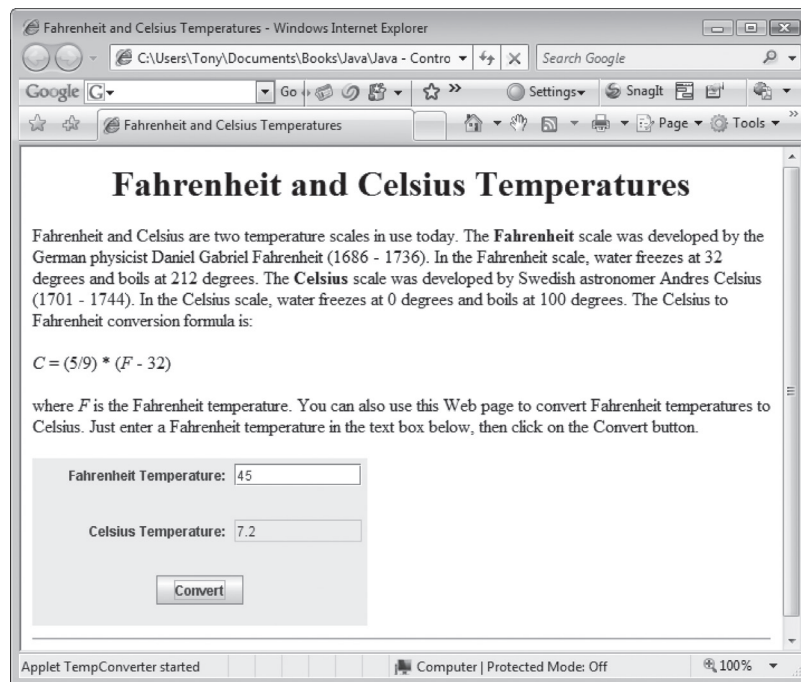 Fahrenheit and Celsius Temperatures - Windows Internet Explorer
C:\Users\Tony\Documents\Books\Java\Java - Contro
Search Google
Google G Go » Settings SnagIt
Fahrenheit and Celsius Temperatures Page Tools »
Fahrenheit and Celsius Temperatures
Fahrenheit and Celsius are two temperature scales in use today. The Fahrenheit scale was developed by the
German physicist Daniel Gabriel Fahrenheit (1686 - 1736). In the Fahrenheit scale, water freezes at 32
degrees and boils at 212 degrees. The Celsius scale was developed by Swedish astronomer Andres Celsius
(1701 - 1744). In the Celsius scale, water freezes at 0 degrees and boils at 100 degrees. The Celsius to
Fahrenheit conversion formula is:
C = (5/9) * (F - 32)
where F is the Fahrenheit temperature. You can also use this Web page to convert Fahrenheit temperatures to
Celsius. Just enter a Fahrenheit temperature in the text box below, then click on the Convert button.
Fahrenheit Temperature: 45
Celsius Temperature: 7.2
Convert
Applet TempConverter started
Computer | Protected Mode: Off
100%